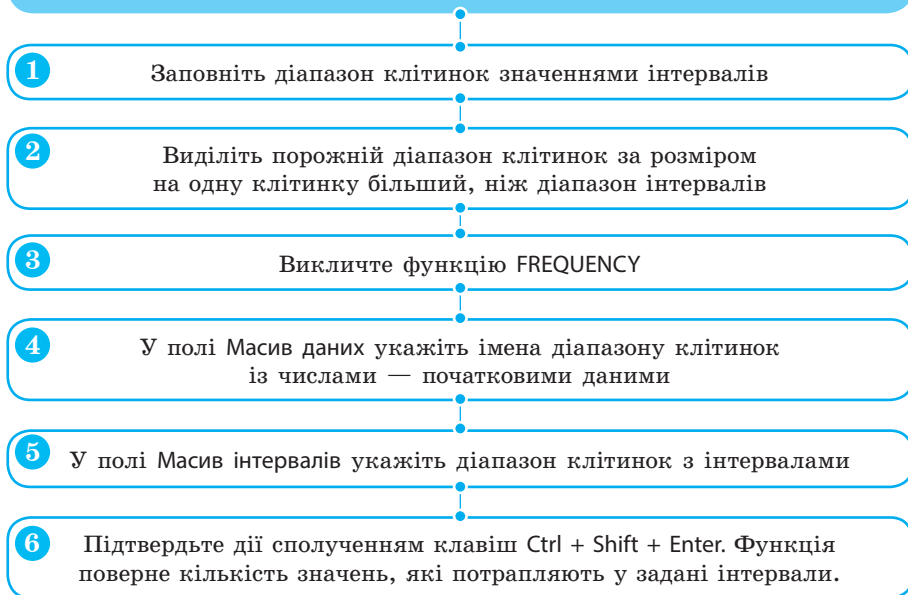 1
Заповніть діапазон клітинок значеннями інтервалів
2
Виділіть порожній діапазон клітинок за розміром
на одну клітинку більший, ніж діапазон інтервалів
3
Викличте функцію FREQUENCY
4
У полі Масив даних укажіть імена діапазону клітинок
із числами — початковими даними
5
У полі Масив інтервалів укажіть діапазон клітинок з інтервалами
6
Підтвердьте дії сполученням клавіш Ctrl + Shift + Enter. Функція
поверне кількість значень, які потрапляють у задані інтервали.